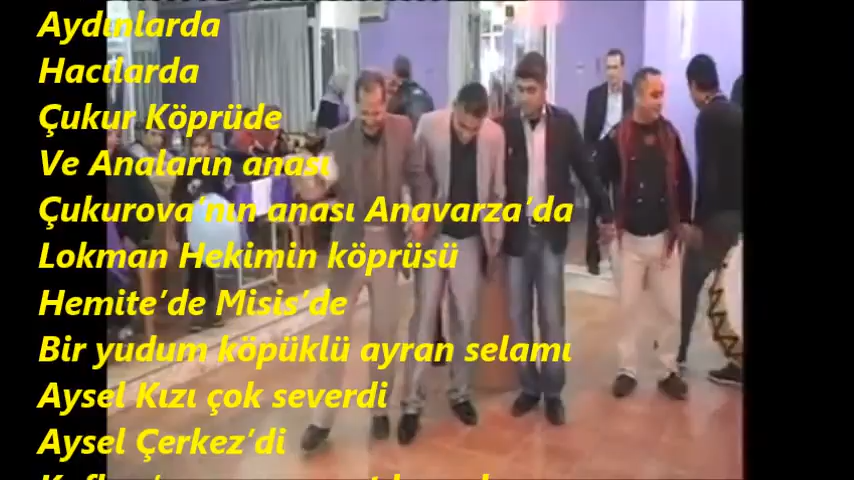 Aydınlarda
Hacılarda
Çukur Köprüde
Ve Anaların anası
Çukurova’nın anası Anavarza’da
Lokman Hekimin köprüsü
Hemite’de Misis’de
Bir yudum köpüklü ayran selamı
Aysel Kızı çok severdi
Aysel Çerkez’di